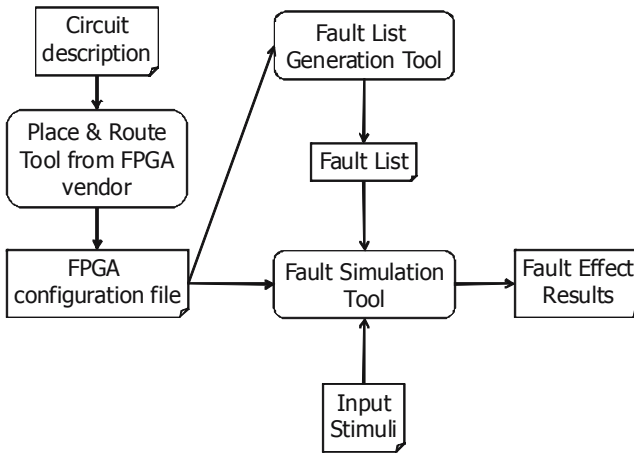 Circuit
description
Place & Route
Tool from FPGA
vendor
FPGA
configuration file
Fault List
Generation Tool
Fault List
Fault Simulation
Tool
Input
Stimuli
Fault Effect
Results